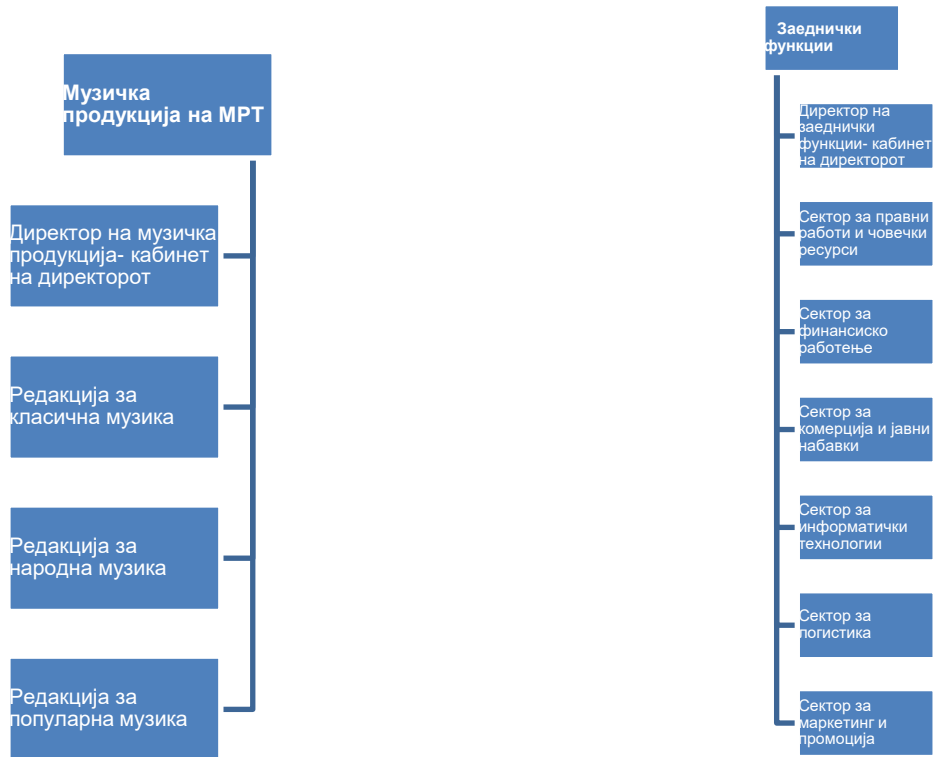 Музичка
продукција на МРТ
Директор на музичка
продукција- кабинет
на директорот
Редакција за
класична музика
Редакција за
народна музика
Редакција за
популарна музика
Заеднички
функции
Директор на
заеднички
функции- кабинет
на директорот
Сектор за правни
работи и човечки
ресурси
Сектор за
финансиско
работење
Сектор за
комерција и јавни
набавки
Сектор за
информатички
технологии
Сектор за
логистика
Сектор за
маркетинг и
промоција